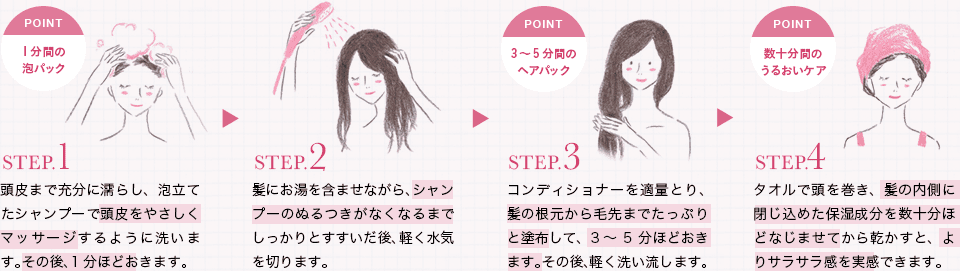 POINT
1分間の
泡パック
STEP.1
頭皮まで充分に濡らし、泡立て
たシャンプーで頭皮をやさしく
マッサージするように洗いま
す。その後、1分ほどおきます。
STEP.2
髪にお湯を含ませながら、シャン
プーのぬるつきがなくなるまで
しっかりとすすいだ後、軽く水気
を切ります。
POINT
3〜5分間の
ヘアパック
STEP.3
コンディショナーを適量とり、
髪の根元から毛先までたっぷり
と塗布して、3〜5分ほどおき
ます。その後、軽く洗い流します。
POINT
数十分間の
うるおいケア
STEP.4
タオルで頭を巻き、髪の内側に
閉じ込めた保湿成分を数十分ほ
どなじませてから乾かすと、よ
りサラサラ感を実感できます。